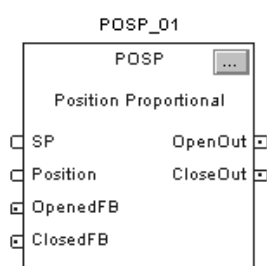 POSP_01
POSP ...
Position Proportional
SP OpenOut
Position CloseOut
OpenedFB
ClosedFB